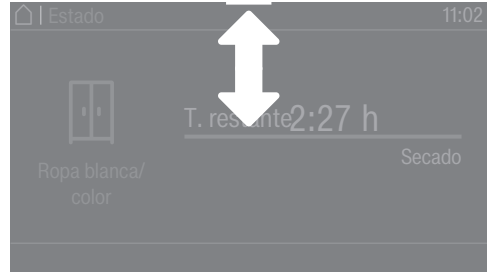 Estado
11:02
T. restante 2:27 h
Secado
Ropa blanca/
color